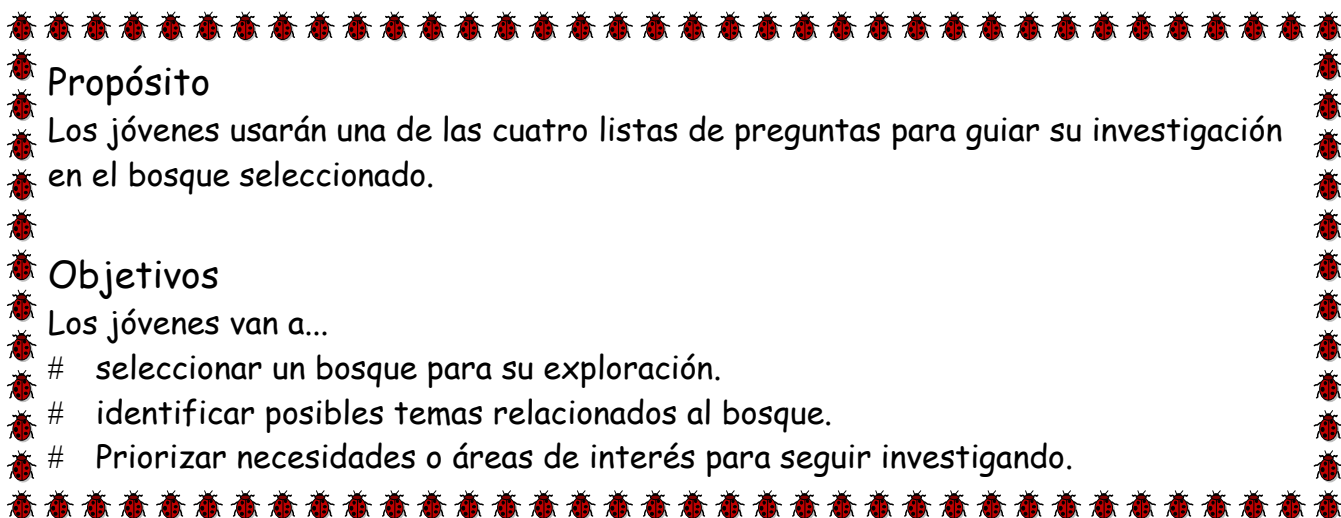 Propósito
Los jóvenes usarán una de las cuatro listas de preguntas para guiar su investigación
en el bosque seleccionado.
Objetivos
Los jóvenes van a...
# seleccionar un bosque para su exploración.
# identificar posibles temas relacionados al bosque.
# Priorizar necesidades o áreas de interés para seguir investigando.